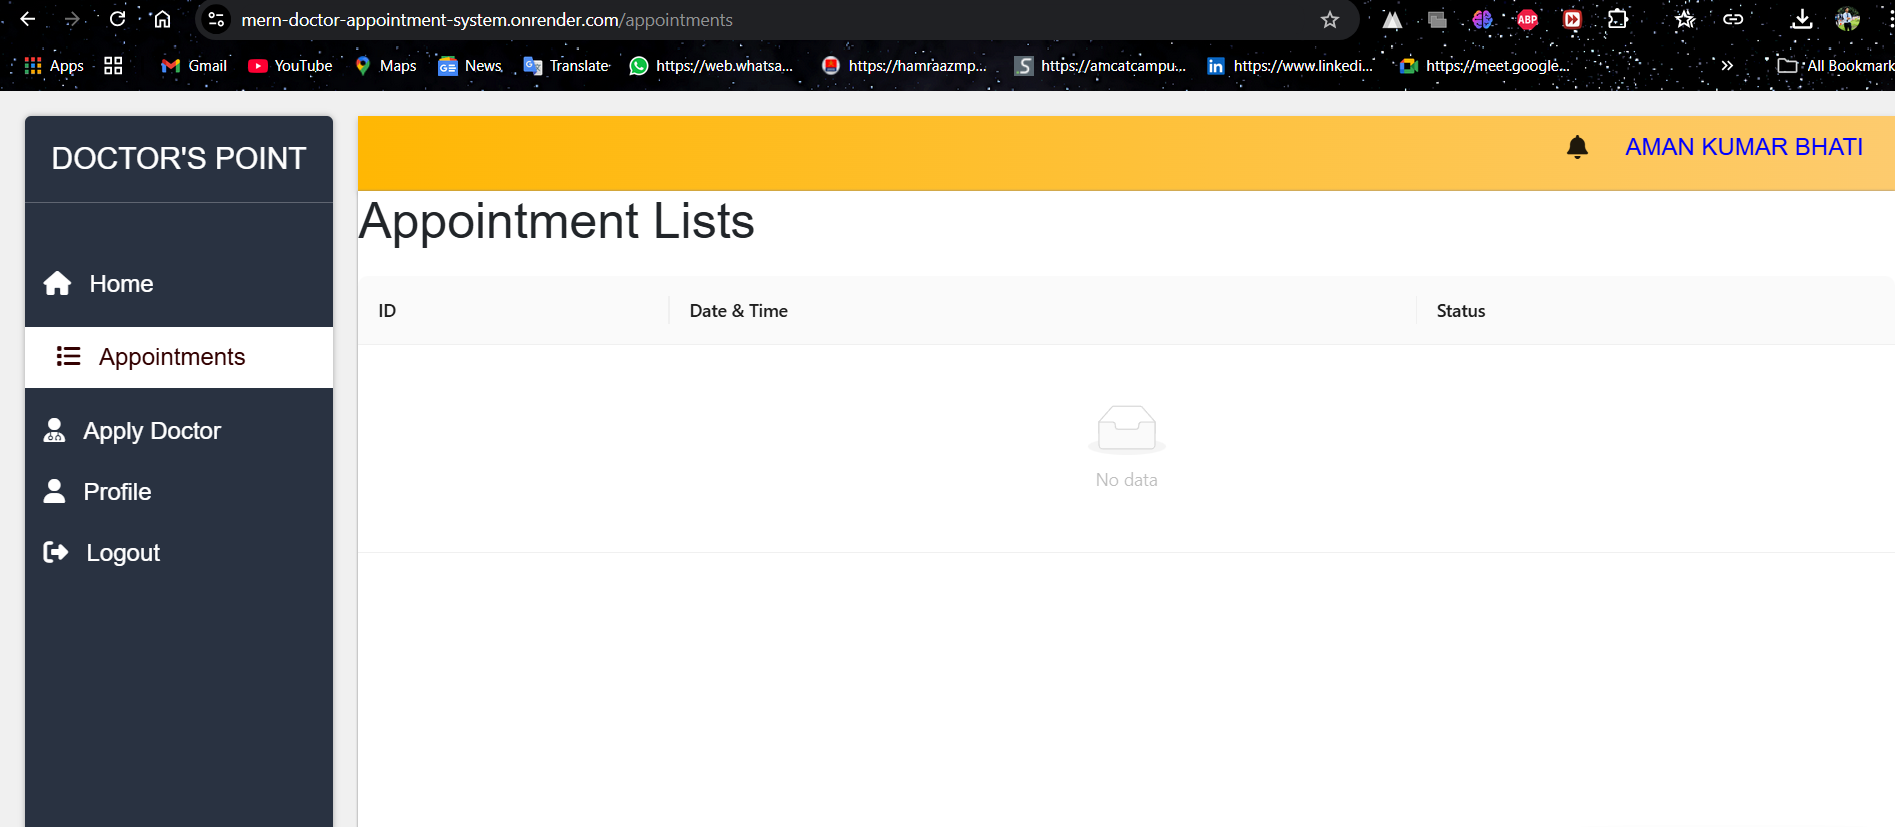 mern-doctor-appointment-system.onrender.com/appointments
ABP
Apps
Gmail
YouTube
Maps
News
Translate
https://web.whatsa...
https://hamraazmp...
https://amcatcampu...
https://www.linkedi...
https://meet.google...
All Bookmark
DOCTOR'S POINT
AMAN KUMAR BHATI
Appointment Lists
Home
ID
Date & Time
Status
Appointments
Apply Doctor
No data
Profile
Logout